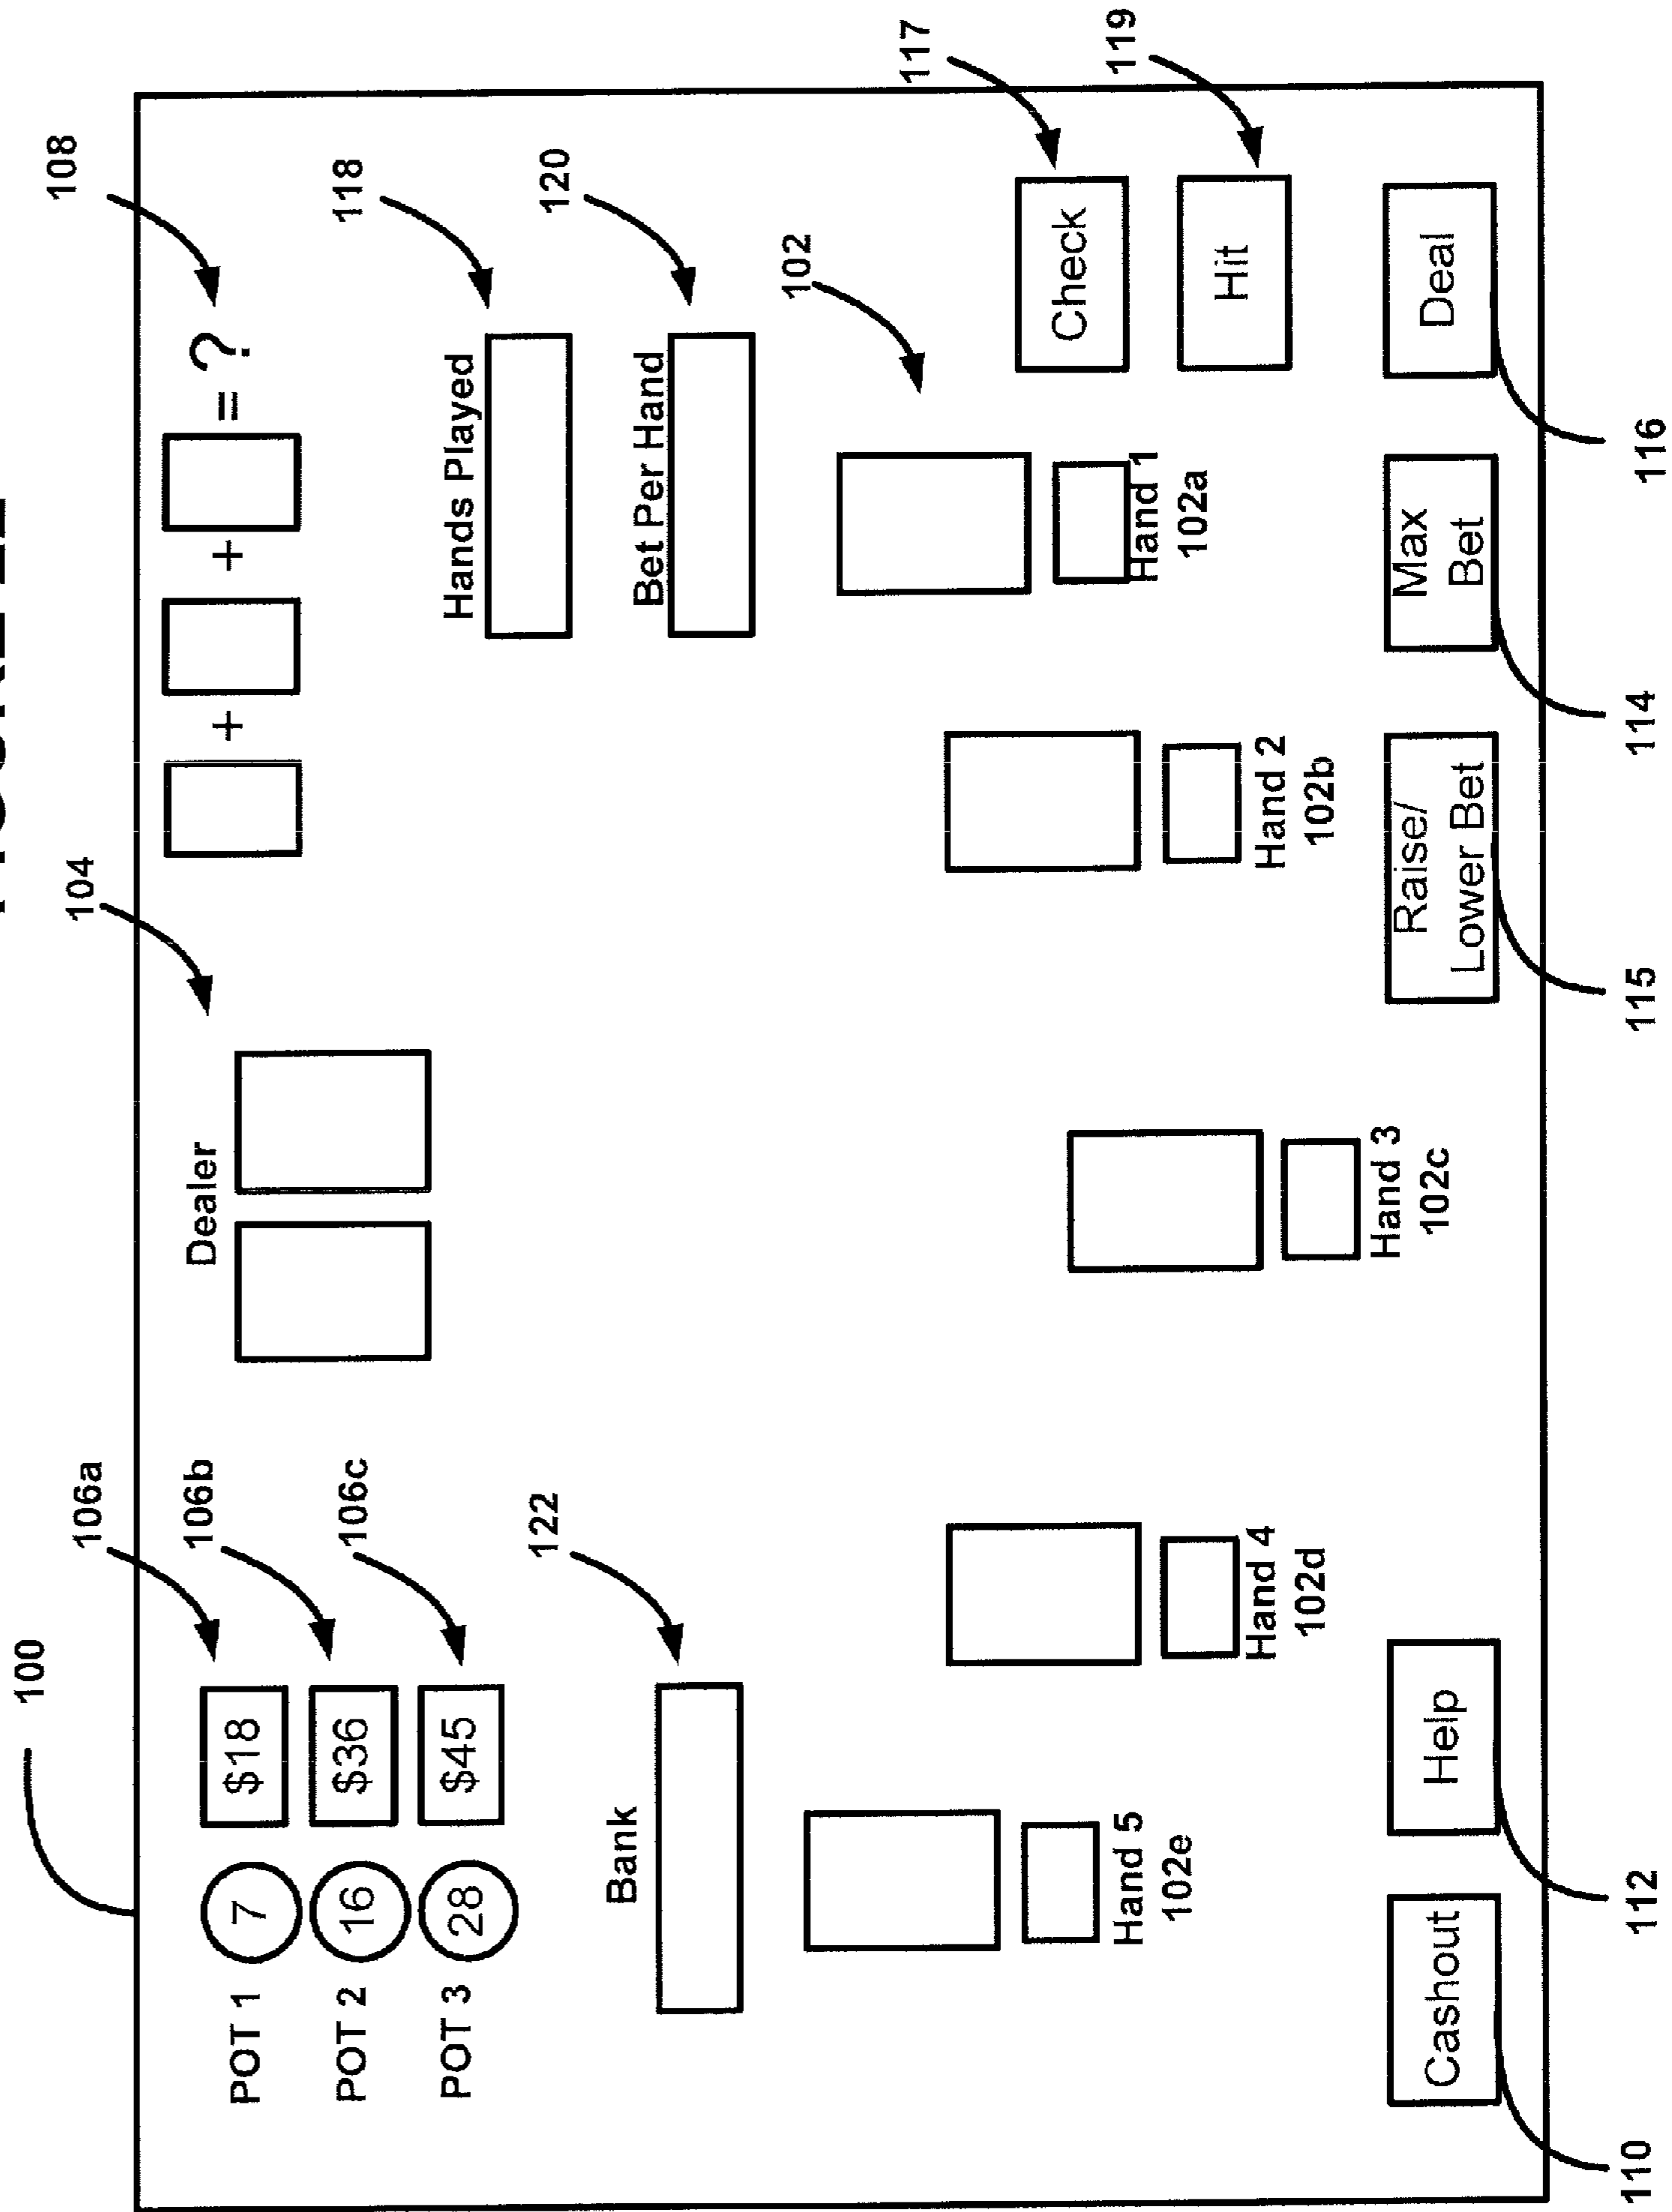 100
108
104
106a
POT 1 7 $18
106b
Dealer
+ + = ?
POT 2 16 $36
118
106c
POT 3 28 $45
Hands Played
122
120
Bank
Bet Per Hand
102
117
Check
119
Hand 5
102e
Hand 1
102a
Hit
Hand 4
102d
Hand 2
102b
Hand 3
102c
Cashout
Help
Raise/
Lower Bet
Max
Bet
Deal
110
112
115
114
116